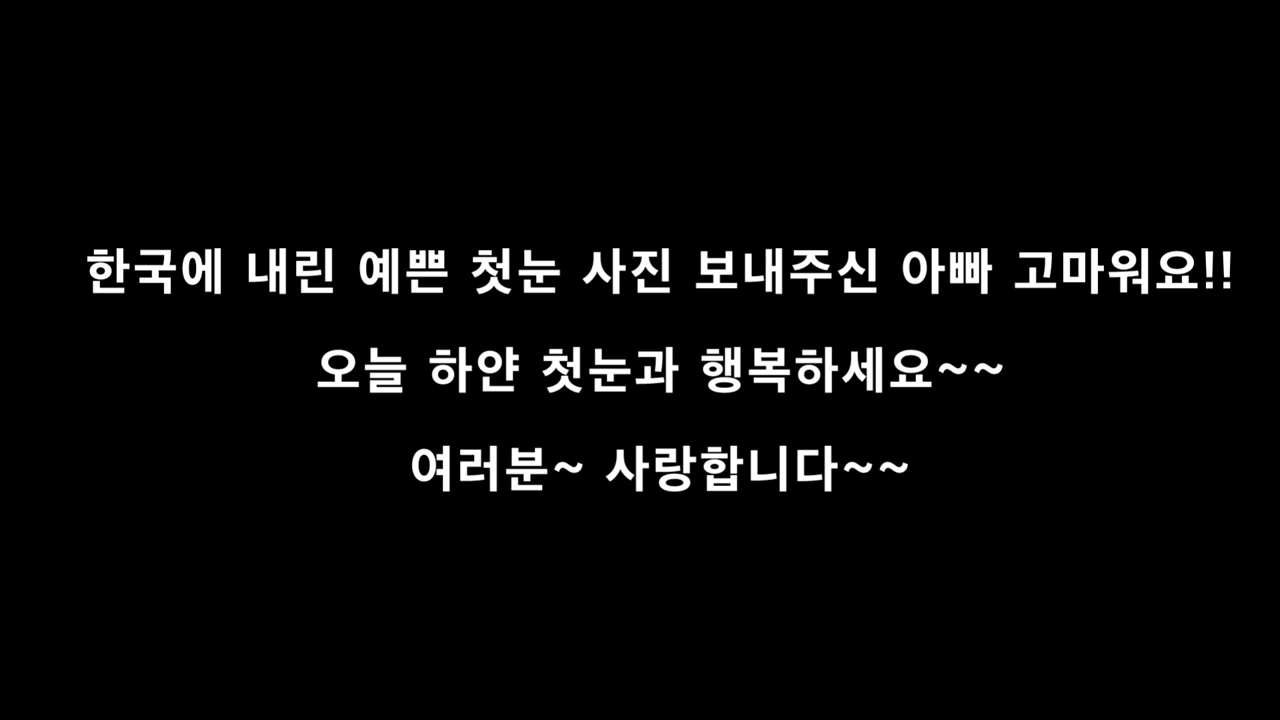 한국에 내린 예쁜 첫눈 사진 보내주신 아빠 고마워요!!
오늘 하얀 첫눈과 행복하세요~~
여러분~ 사랑합니다~~